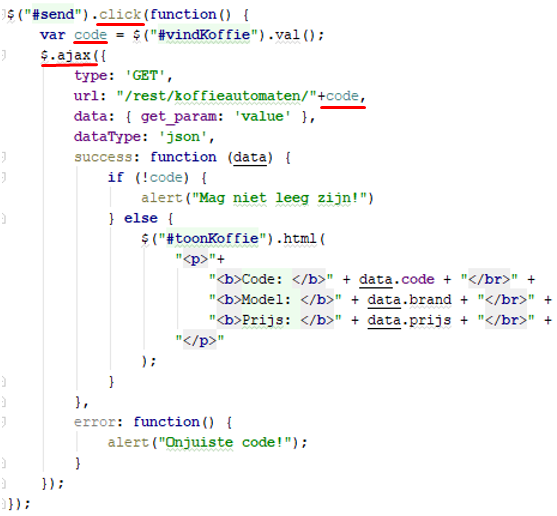 $("#send").click(function() {
    var code = $("#vindKoffie").val();
    $.ajax({
        type: 'GET',
        url: "/rest/koffieautomaten/"+code,
        data: { get_param: 'value' },
        dataType: 'json',
        success: function (data) {
            if (!code) {
                alert("Mag niet leeg zijn!")
            } else {
                $("#toonKoffie").html(
                    "<p>"+
                        "<b>Code: </b>" + data.code + "</br>" +
                        "<b>Model: </b>" + data.brand + "</br>" +
                        "<b>Prijs: </b>" + data.prijs + "</br>" +
                    "</p>"
                );
            }
        },
        error: function() {
            alert("Onjuiste code!");
        }
    });
});